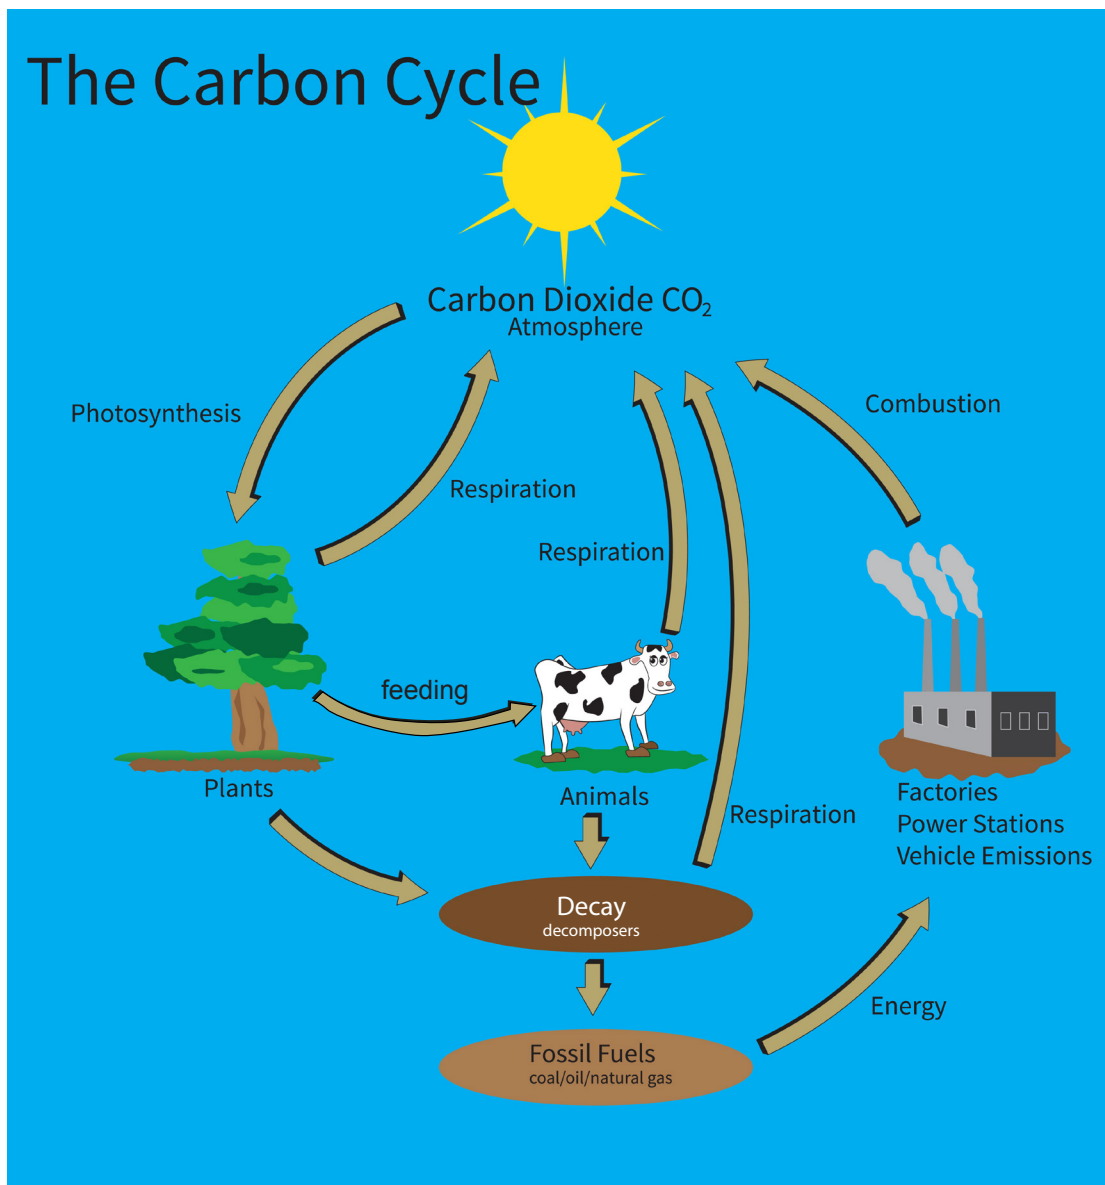 The Carbon Cycle
Carbon Dioxide CO₂
Atmosphere
Photosynthesis
Combustion
Respiration
Respiration
feeding
Plants
Animals
Respiration
Factories
Power Stations
Vehicle Emissions
Decay
decomposers
Energy
Fossil Fuels
coal/oil/natural gas